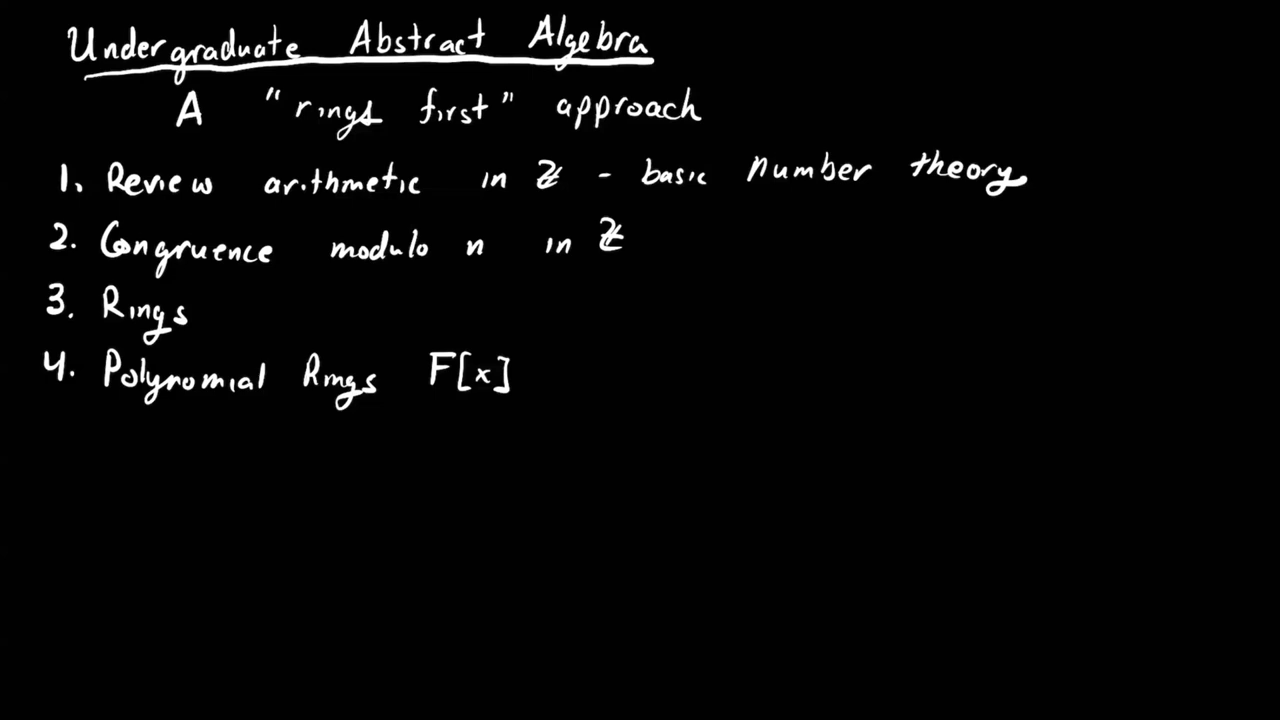 Undergraduate Abstract Algebra
A "rings first" approach
1. Review arithmetic in ℤ - basic number theory
2. Congruence modulo n in ℤ
3. Rings
4. Polynomial Rings F[x]